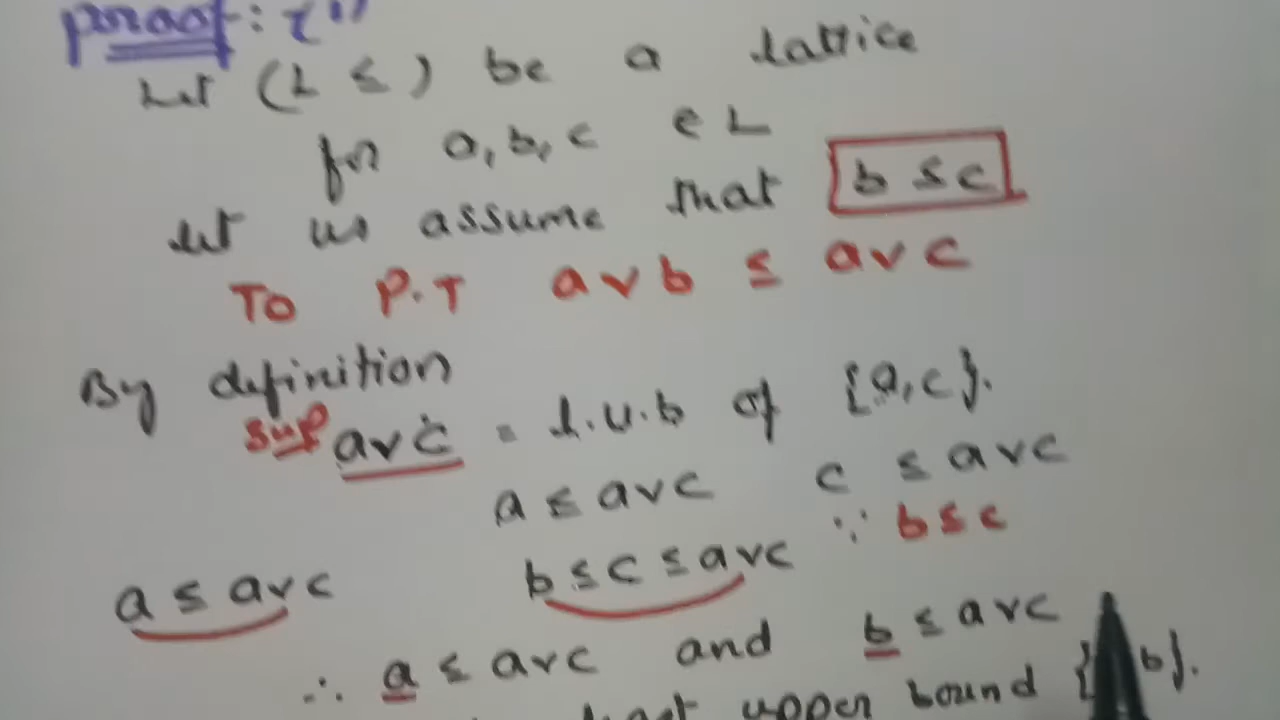 proof: (i)
Let (L ≤) be a lattice
for a, b, c ∈ L
Let us assume that b ≤ c
TO P.T a ∨ b ≤ a ∨ c
By definition
sup a ∨ c = l.u.b of {a, c}.
a ≤ a ∨ c c ≤ a ∨ c
∵ b ≤ c
a ≤ a ∨ c b ≤ c ≤ a ∨ c
∴ a ≤ a ∨ c and b ≤ a ∨ c
upper bound { b}.